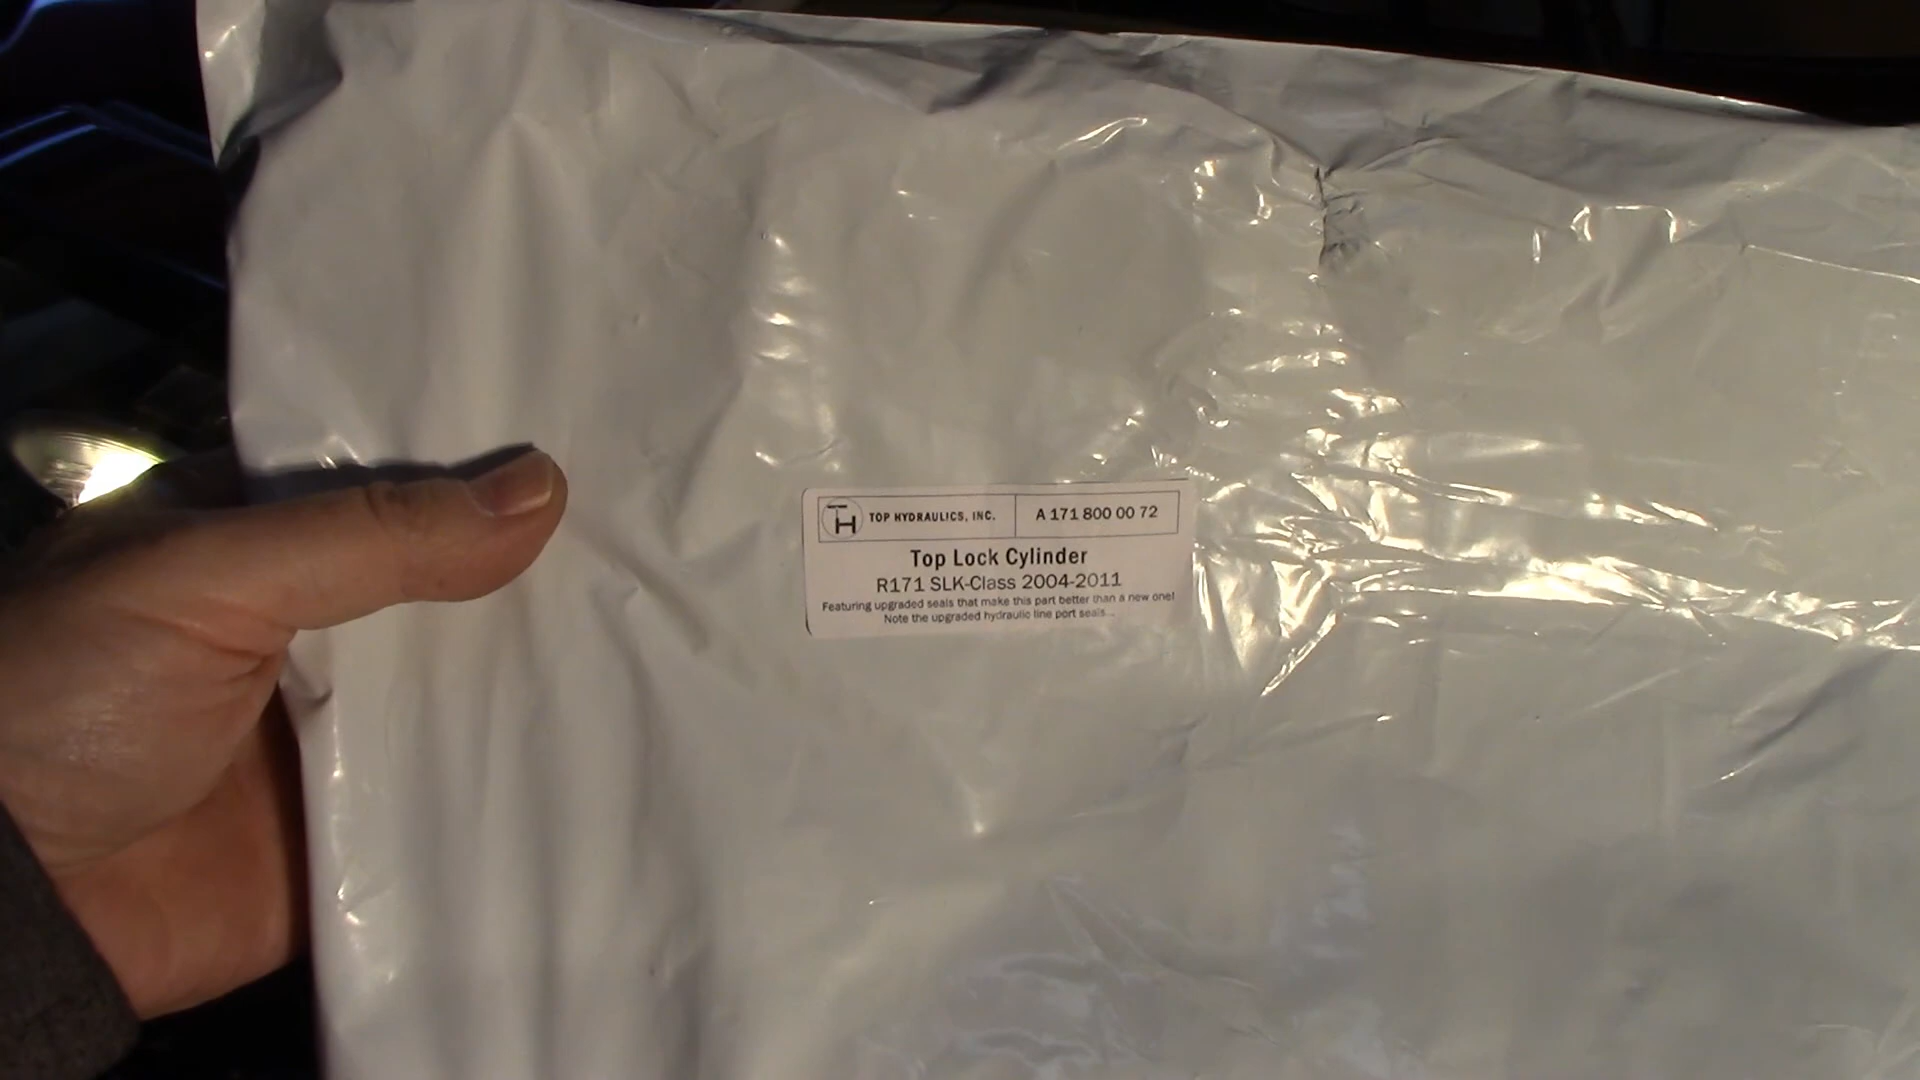 TH TOP HYDRAULICS, INC. A 171 800 00 72
Top Lock Cylinder
R171 SLK-Class 2004-2011
Featuring upgraded seals that make this part better than a new one!
Note the upgraded hydraulic line port seals...